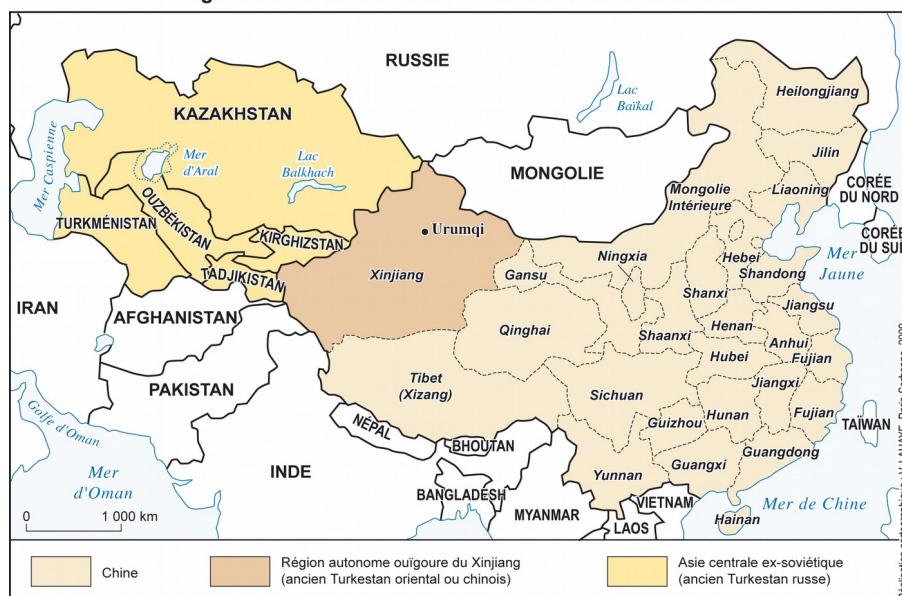 RUSSIE
KAZAKHSTAN
Heilongjiang
Lac
Baïkal
Mer Caspienne
Mer
d'Aral
Lac
Balkhach
Jilin
MONGOLIE
Mongolie
Intérieure
Liaoning
CORÉE
DU NORD
OUZBÉKISTAN
TURKMÉNISTAN
KIRGHIZSTAN
Urumqi
CORÉE
DU SUD
Mer
Jaune
TADJIKISTAN
Xinjiang
Gansu
Ningxia
Hebei
Shandong
Shanxi
IRAN
AFGHANISTAN
Jiangsu
Qinghai
Shaanxi
Henan
Anhui
Hubei
Fujian
PAKISTAN
Tibet
(Xizang)
Sichuan
Jiangxi
Golfe d'Oman
NÉPAL
Guizhou
Hunan
Fujian
TAÏWAN
BHOUTAN
INDE
Mer
d'Oman
Yunnan
Guangxi
Guangdong
BANGLADESH
MYANMAR
VIETNAM
LAOS
Mer de Chine
Hainan
0 1 000 km
Chine
Région autonome ouïgoure du Xinjiang
(ancien Turkestan oriental ou chinois)
Asie centrale ex-soviétique
(ancien Turkestan russe)